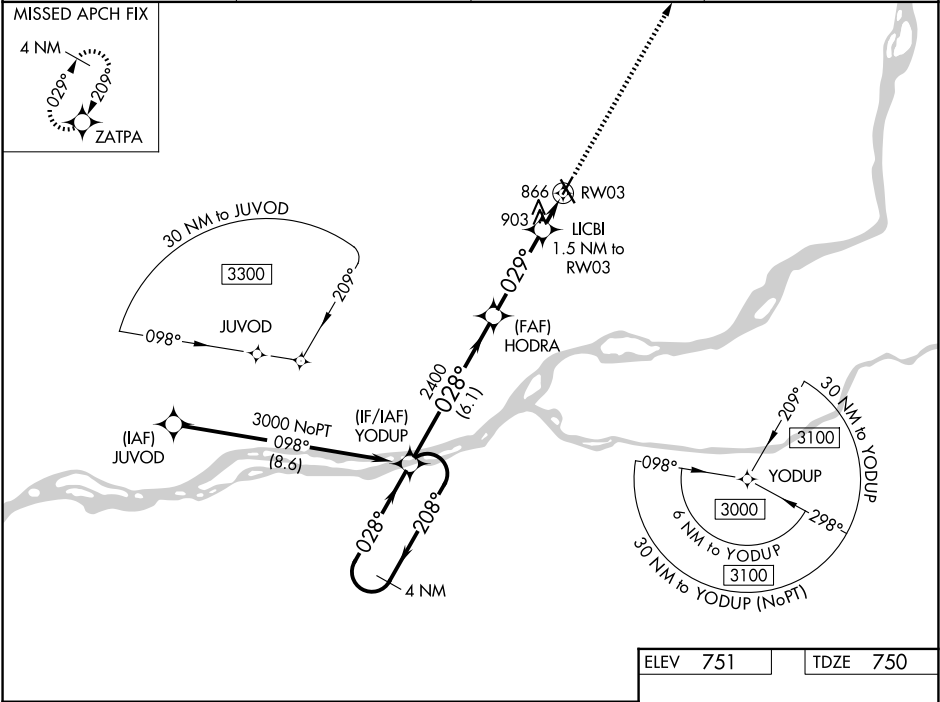 MISSED APCH FIX
4 NM
029°
209°
ZATPA
30 NM to JUVOD
3300
209°
098°
JUVOD
866
RW03
903
LICBI
1.5 NM to
RW03
029°
(FAF)
HODRA
2400
028°
(6.1)
3000 NoPT
098°
(8.6)
(IAF)
JUVOD
(IF/IAF)
YODUP
028°
208°
4 NM
30 NM to YODUP
209°
3100
098°
YODUP
3000
298°
6 NM to YODUP
3100
30 NM to YODUP (NoPT)
ELEV 751
TDZE 750